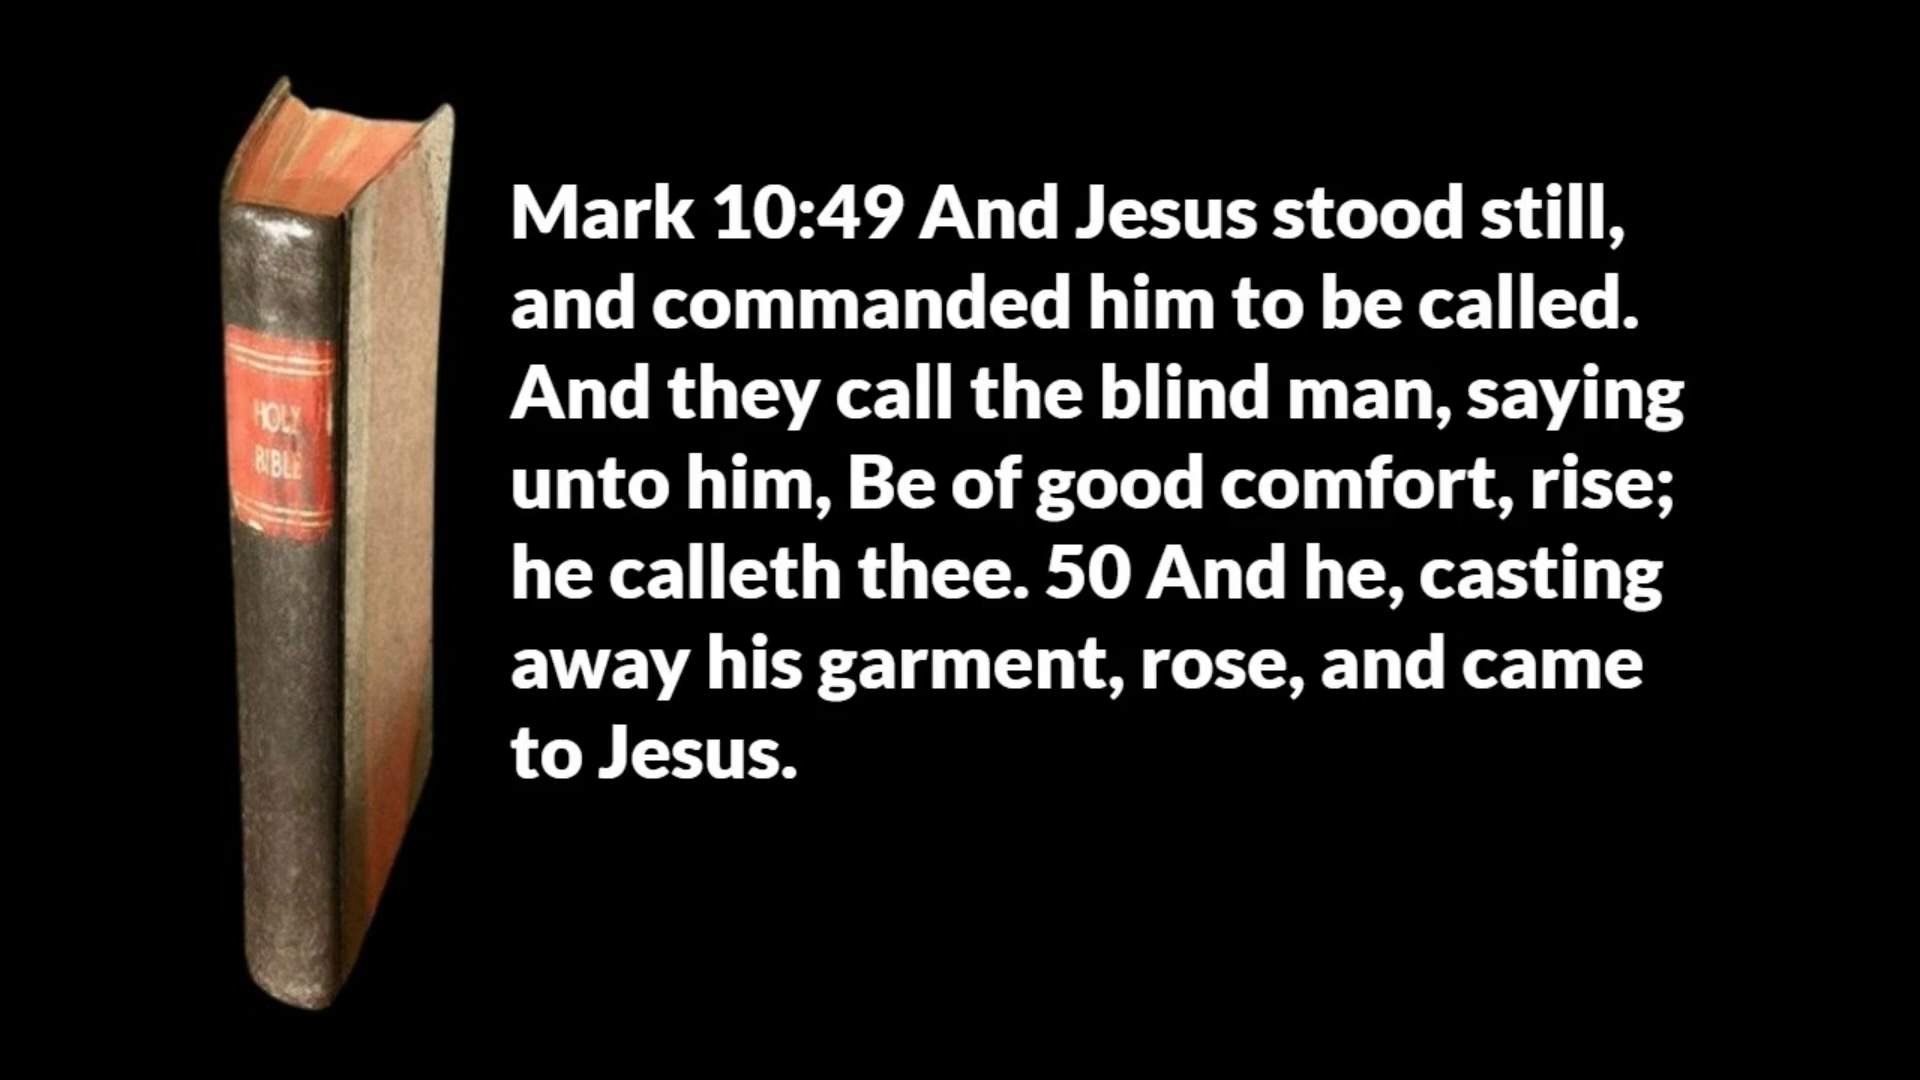 HOLY
BIBLE
Mark 10:49 And Jesus stood still,
and commanded him to be called.
And they call the blind man, saying
unto him, Be of good comfort, rise;
he calleth thee. 50 And he, casting
away his garment, rose, and came
to Jesus.